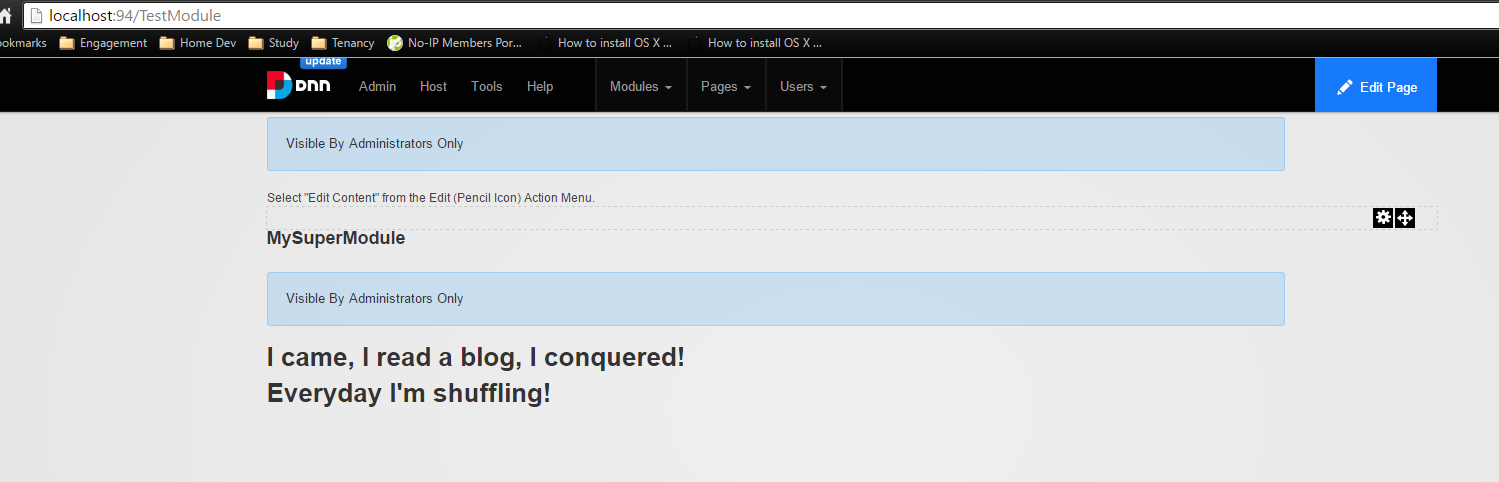 localhost:94/TestModule
ookmarks Engagement Home Dev Study Tenancy No-IP Members Por... How to install OS X ... How to install OS X ...
update
DNN Admin Host Tools Help Modules Pages Users Edit Page
Visible By Administrators Only
Select "Edit Content" from the Edit (Pencil Icon) Action Menu.
MySuperModule
Visible By Administrators Only
I came, I read a blog, I conquered!
Everyday I'm shuffling!